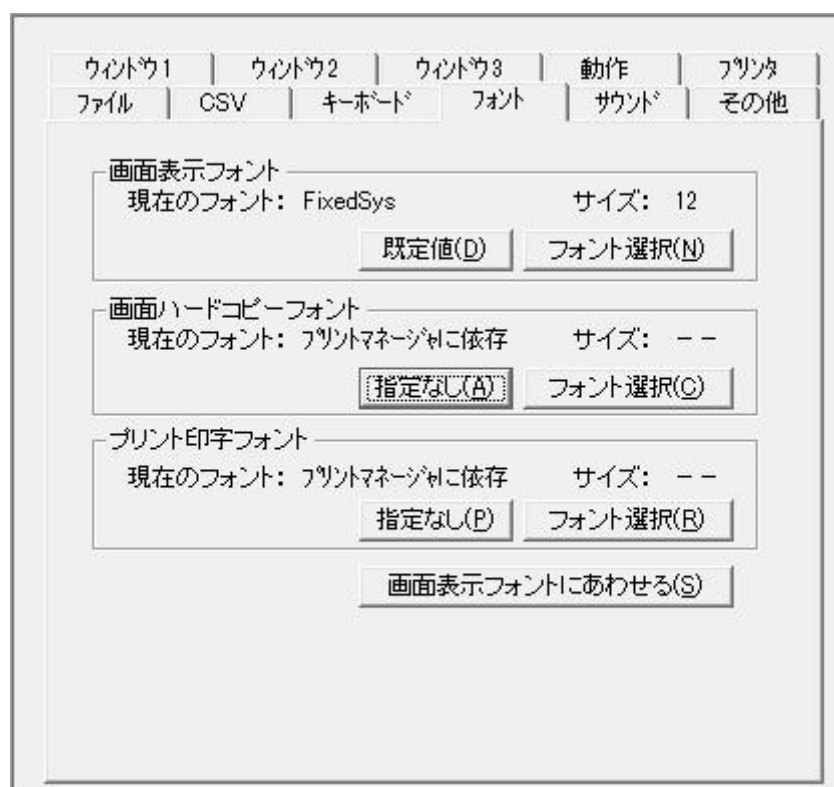 ｳｨﾝﾄﾞｳ1 ｳｨﾝﾄﾞｳ2 ｳｨﾝﾄﾞｳ3 動作 ﾌﾟﾘﾝﾀ
ﾌｧｲﾙ CSV ｷｰﾎﾞｰﾄﾞ ﾌｫﾝﾄ ｻｳﾝﾄﾞ その他
画面表示フォント
現在のフォント： FixedSys サイズ： 12
既定値(D) フォント選択(N)
画面ハードコピーフォント
現在のフォント： ﾌﾟﾘﾝﾄﾏﾈｰｼﾞｬに依存 サイズ： －－
指定なし(A) フォント選択(C)
プリント印字フォント
現在のフォント： ﾌﾟﾘﾝﾄﾏﾈｰｼﾞｬに依存 サイズ： －－
指定なし(P) フォント選択(R)
画面表示フォントにあわせる(S)